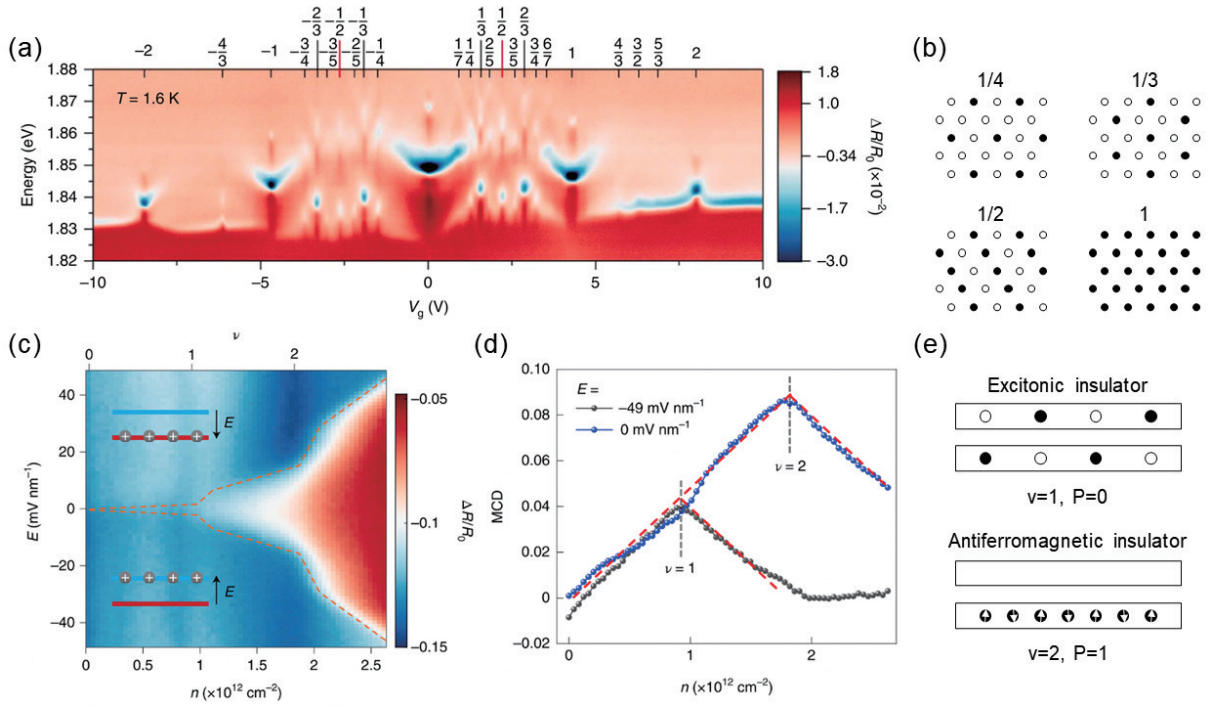 (a)
−2/3 −1/2 −1/3 1/3 1/2 2/3
−2 −4/3 −1 −3/4 −3/5 −2/5 −1/4 1/7 1/4 2/5 3/5 3/4 6/7 1 4/3 3/2 5/3 2
1.88
1.87
1.86
1.85
1.84
1.83
1.82
Energy (eV)
T = 1.6 K
−10 −5 0 5 10
Vg (V)
1.8
1.0
−0.34
−1.7
−3.0
ΔR/R0 (×10−2)
(b)
1/4 1/3
1/2 1
(c)
ν
0 1 2
40
20
0
−20
−40
E (mV nm−1)
E
E
0 0.5 1 1.5 2 2.5
n (×1012 cm−2)
−0.05
−0.1
−0.15
ΔR/R0
(d)
0.10
0.08
0.06
0.04
0.02
0
−0.02
MCD
E =
−49 mV nm−1
0 mV nm−1
ν = 2
ν = 1
0 1 2
n (×1012 cm−2)
(e)
Excitonic insulator
ν=1, P=0
Antiferromagnetic insulator
ν=2, P=1